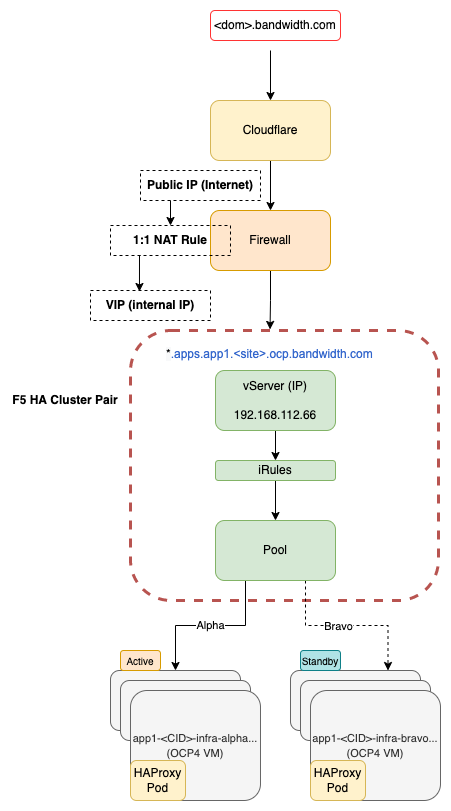 <dom>.bandwidth.com
Cloudflare
Public IP (Internet)
1:1 NAT Rule
Firewall
VIP (internal IP)
*.apps.app1.<site>.ocp.bandwidth.com
F5 HA Cluster Pair
vServer (IP)
192.168.112.66
iRules
Pool
Alpha
Bravo
Active
Standby
app1-<CID>-infra-alpha...
(OCP4 VM)
app1-<CID>-infra-bravo...
(OCP4 VM)
HAProxy
Pod
HAProxy
Pod